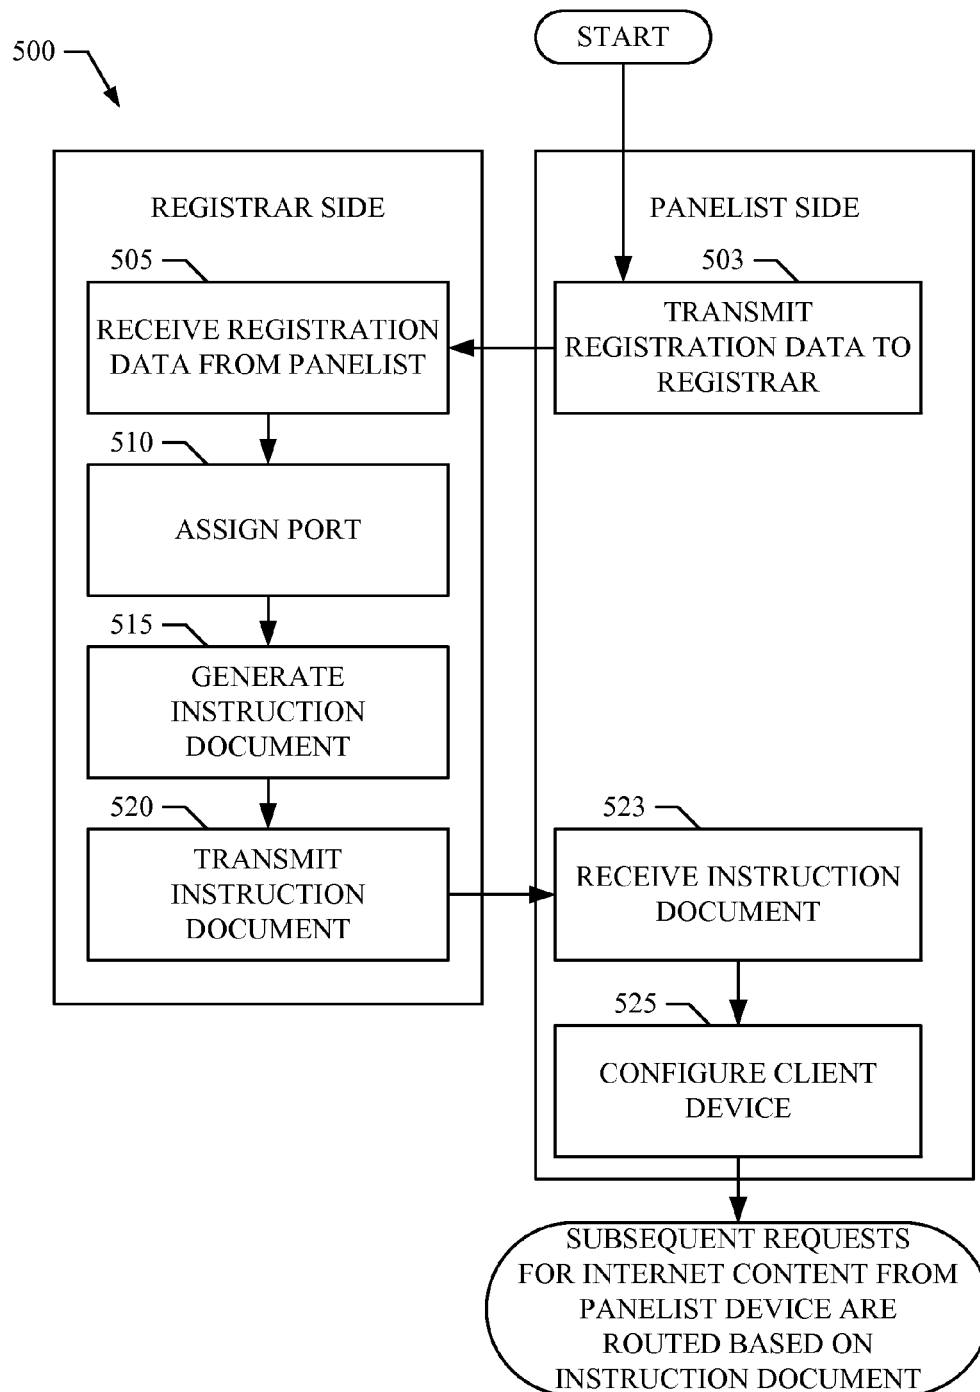 500
START
REGISTRAR SIDE
PANELIST SIDE
505
RECEIVE REGISTRATION
DATA FROM PANELIST
503
TRANSMIT
REGISTRATION DATA TO
REGISTRAR
510
ASSIGN PORT
515
GENERATE
INSTRUCTION
DOCUMENT
520
TRANSMIT
INSTRUCTION
DOCUMENT
523
RECEIVE INSTRUCTION
DOCUMENT
525
CONFIGURE CLIENT
DEVICE
SUBSEQUENT REQUESTS
FOR INTERNET CONTENT FROM
PANELIST DEVICE ARE
ROUTED BASED ON
INSTRUCTION DOCUMENT